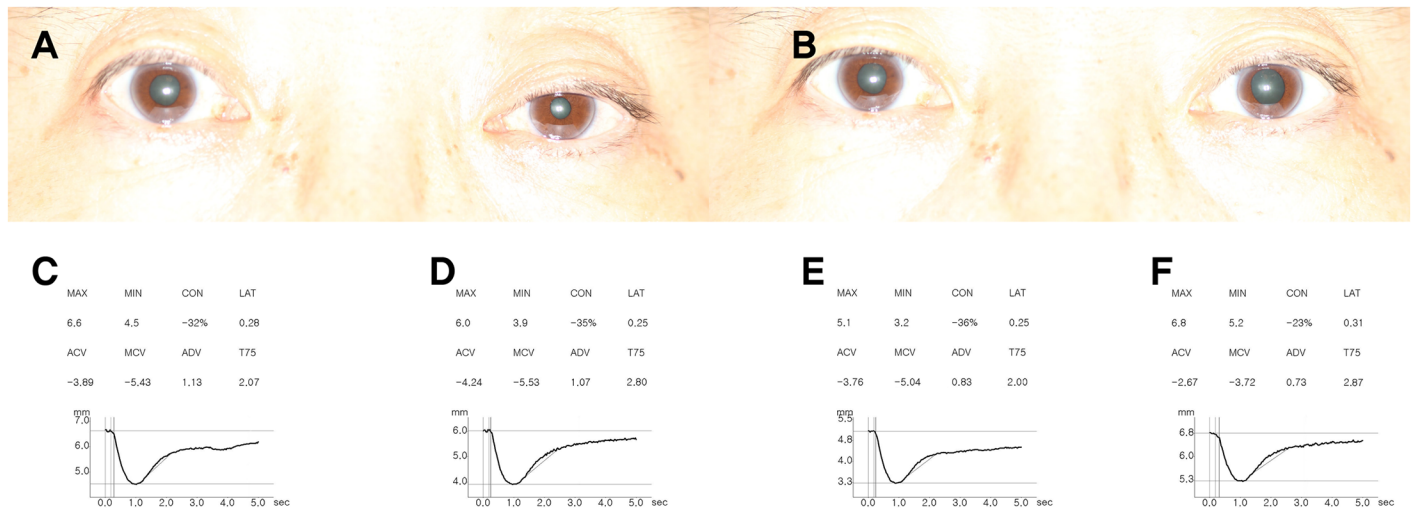 A B
C D E F
MAX MIN CON LAT MAX MIN CON LAT MAX MIN CON LAT MAX MIN CON LAT
6.6 4.5 -32% 0.28 6.0 3.9 -35% 0.25 5.1 3.2 -36% 0.25 6.8 5.2 -23% 0.31
ACV MCV ADV T75 ACV MCV ADV T75 ACV MCV ADV T75 ACV MCV ADV T75
-3.89 -5.43 1.13 2.07 -4.24 -5.53 1.07 2.80 -3.76 -5.04 0.83 2.00 -2.67 -3.72 0.73 2.87
mm mm mm mm
7.0 6.0 5.5 6.8
6.0 5.0 4.8 6.0
5.0 4.0 4.0 5.3
3.3
0.0 1.0 2.0 3.0 4.0 5.0 sec 0.0 1.0 2.0 3.0 4.0 5.0 sec 0.0 1.0 2.0 3.0 4.0 5.0 sec 0.0 1.0 2.0 3.0 4.0 5.0 sec